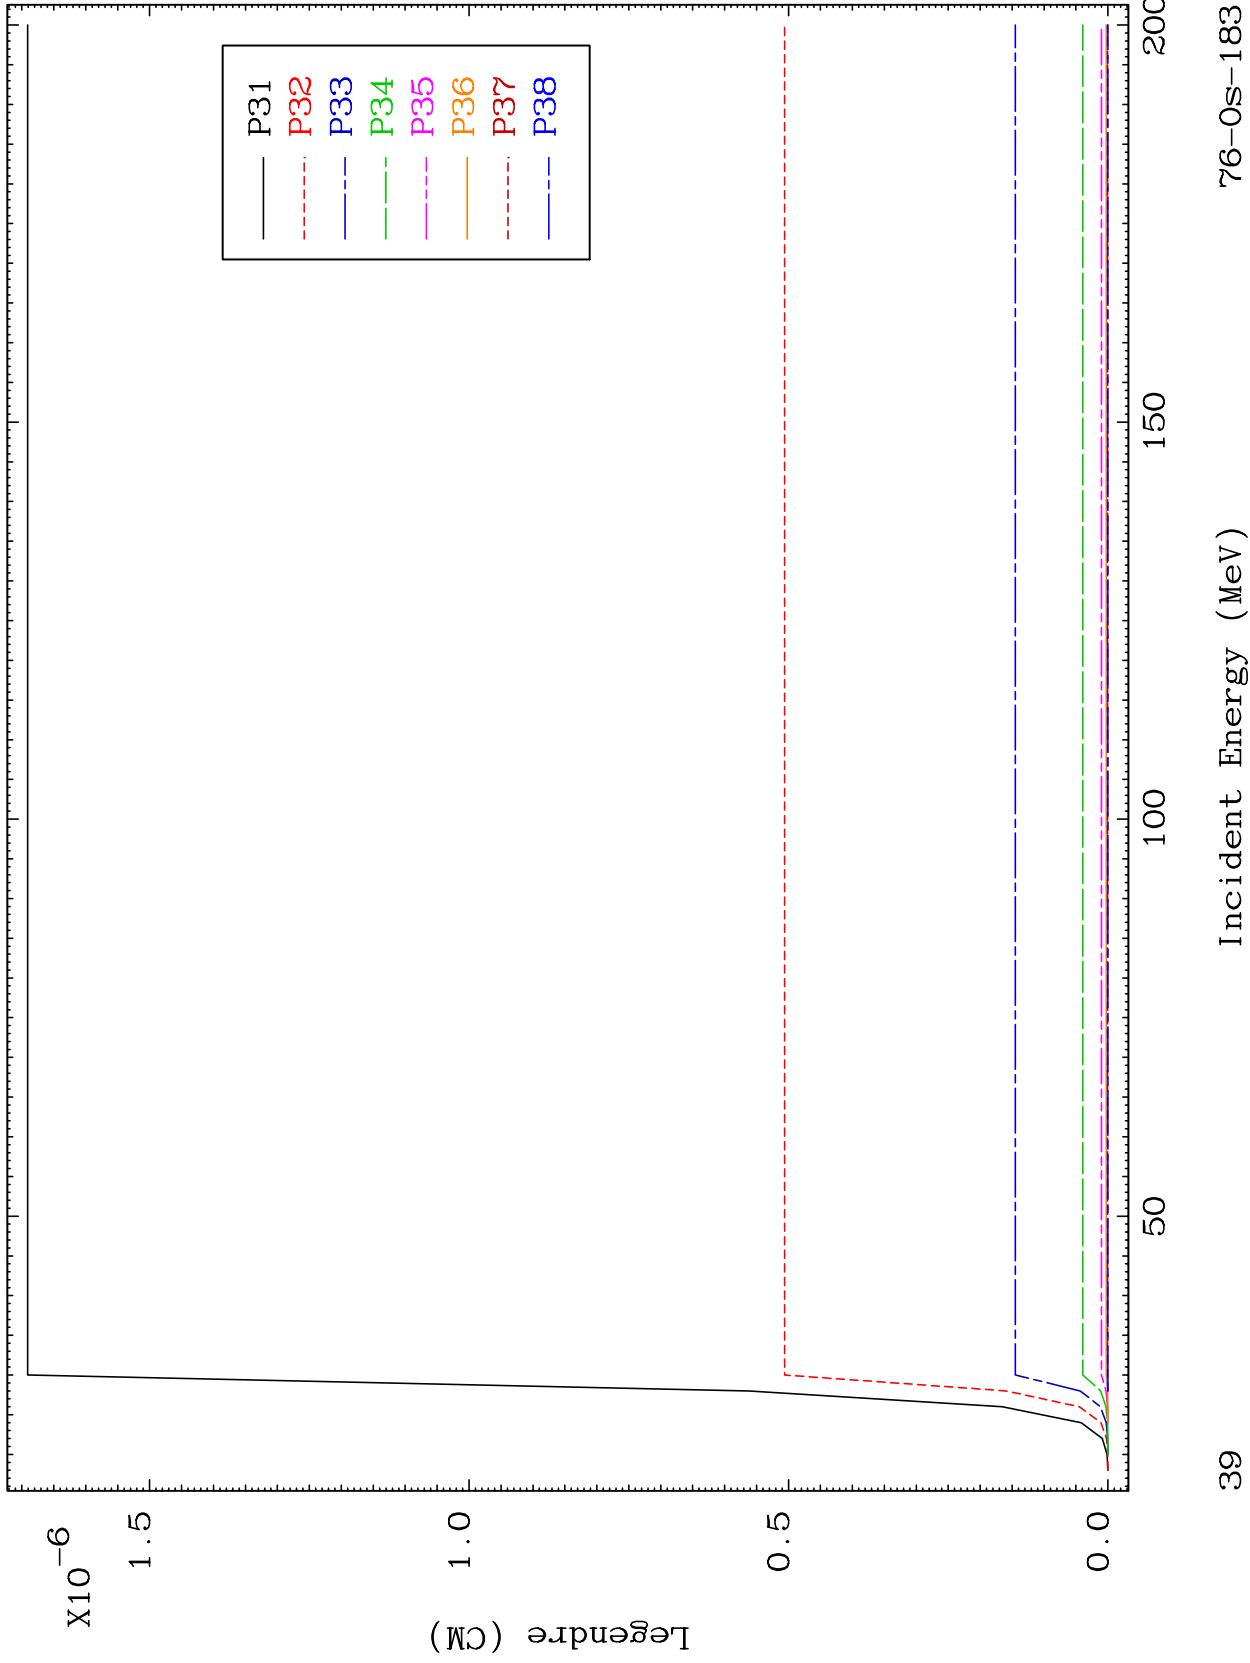 X10-6
1.5
1.0
0.5
0.0
Legendre (CM)
P31
P32
P33
P34
P35
P36
P37
P38
50
100
150
200
Incident Energy (MeV)
39
76-Os-183